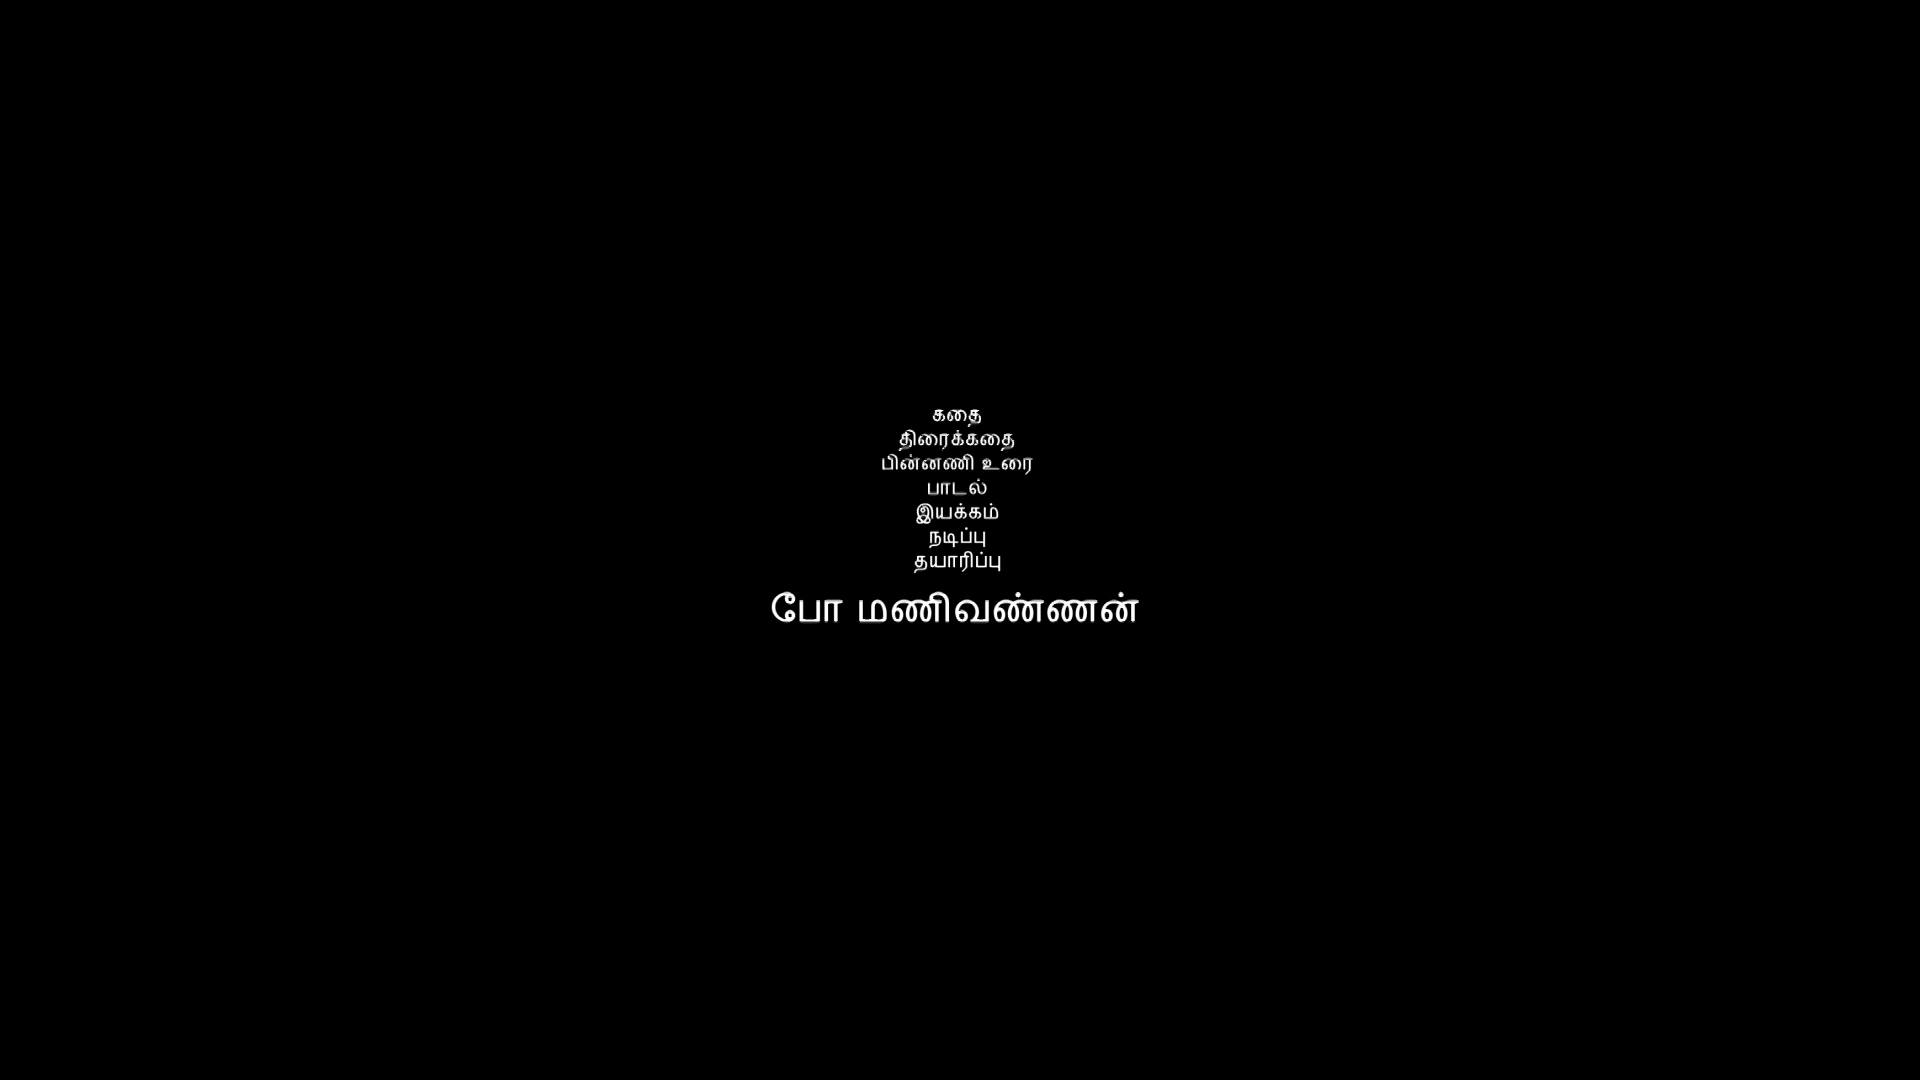 கதை
திரைக்கதை
பின்னணி உரை
பாடல்
இயக்கம்
நடிப்பு
தயாரிப்பு
போ மணிவண்ணன்